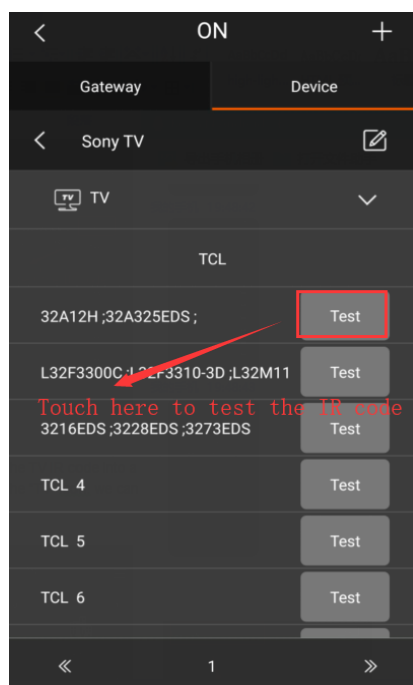 ON
Gateway Device
Sony TV
TV TV
TCL
32A12H ;32A325EDS ; Test
L32F3300C ;L32F3310-3D ;L32M11 Test
Touch here to test the IR code
3216EDS ;3228EDS ;3273EDS Test
TCL 4 Test
TCL 5 Test
TCL 6 Test
1